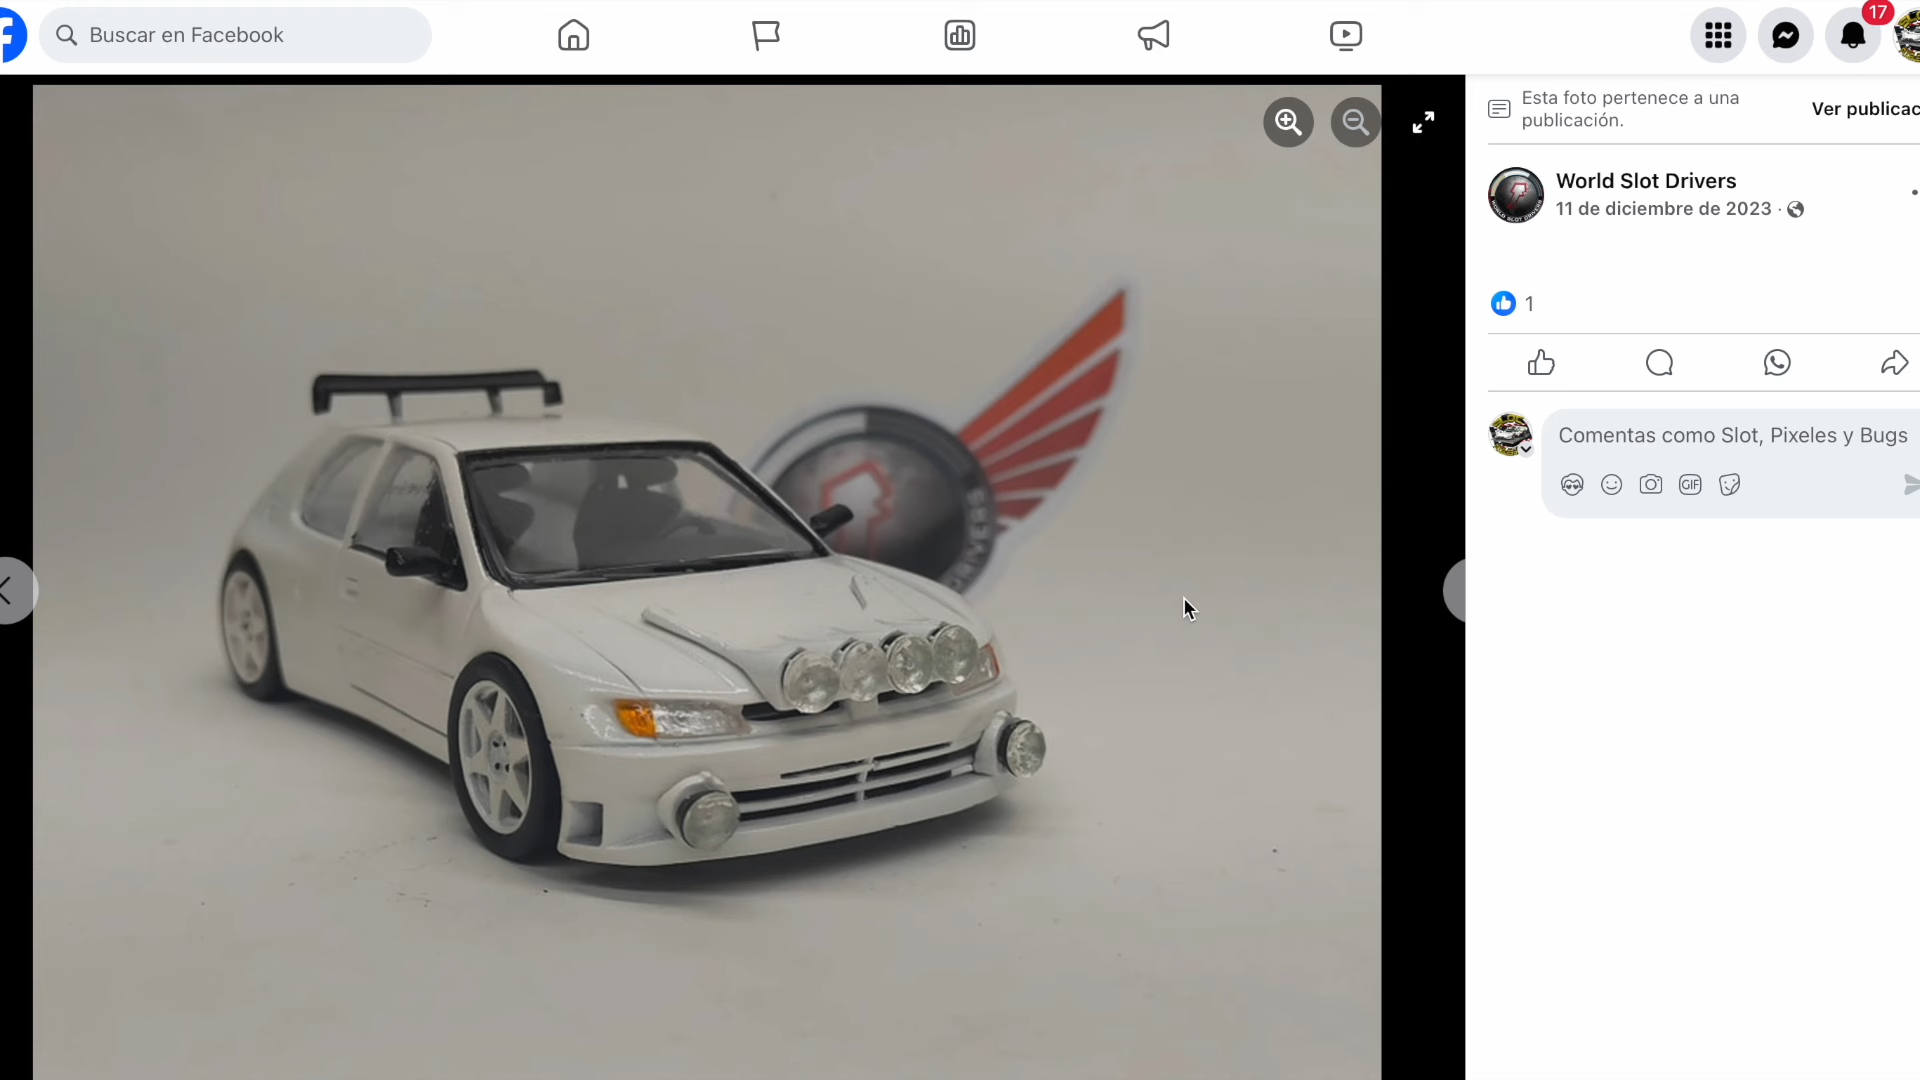 Buscar en Facebook
17
Esta foto pertenece a una
publicación.
Ver publicac
World Slot Drivers
11 de diciembre de 2023 ·
1
Comentas como Slot, Pixeles y Bugs
GIF
DRIVERS